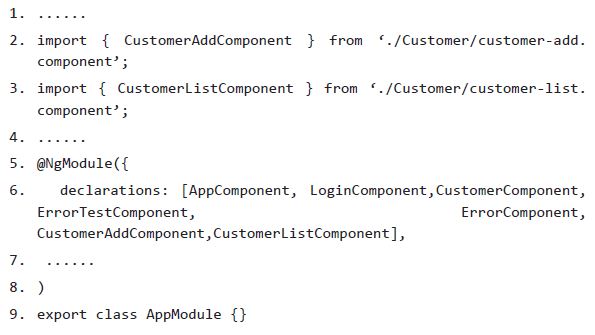 1. ......
2. import { CustomerAddComponent } from ‘./Customer/customer-add.
component’;
3. import { CustomerListComponent } from ‘./Customer/customer-list.
component’;
4. ......
5. @NgModule({
6. declarations: [AppComponent, LoginComponent,CustomerComponent,
ErrorTestComponent, ErrorComponent,
CustomerAddComponent,CustomerListComponent],
7. ......
8. )
9. export class AppModule {}